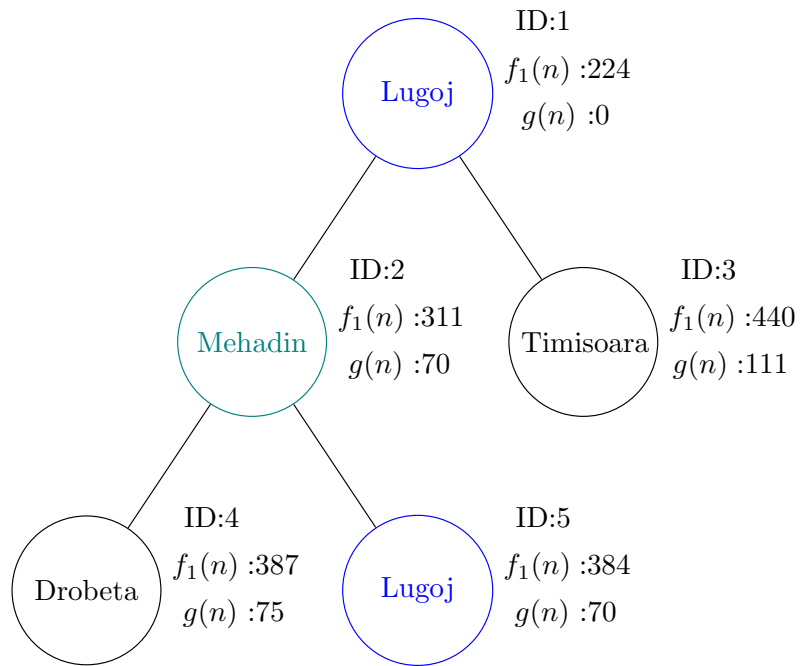 ID:1
Lugoj
f₁(n) :224
g(n) :0
ID:2
ID:3
Mehadin
f₁(n) :311
Timisoara
f₁(n) :440
g(n) :70
g(n) :111
ID:4
ID:5
Drobeta
f₁(n) :387
Lugoj
f₁(n) :384
g(n) :75
g(n) :70